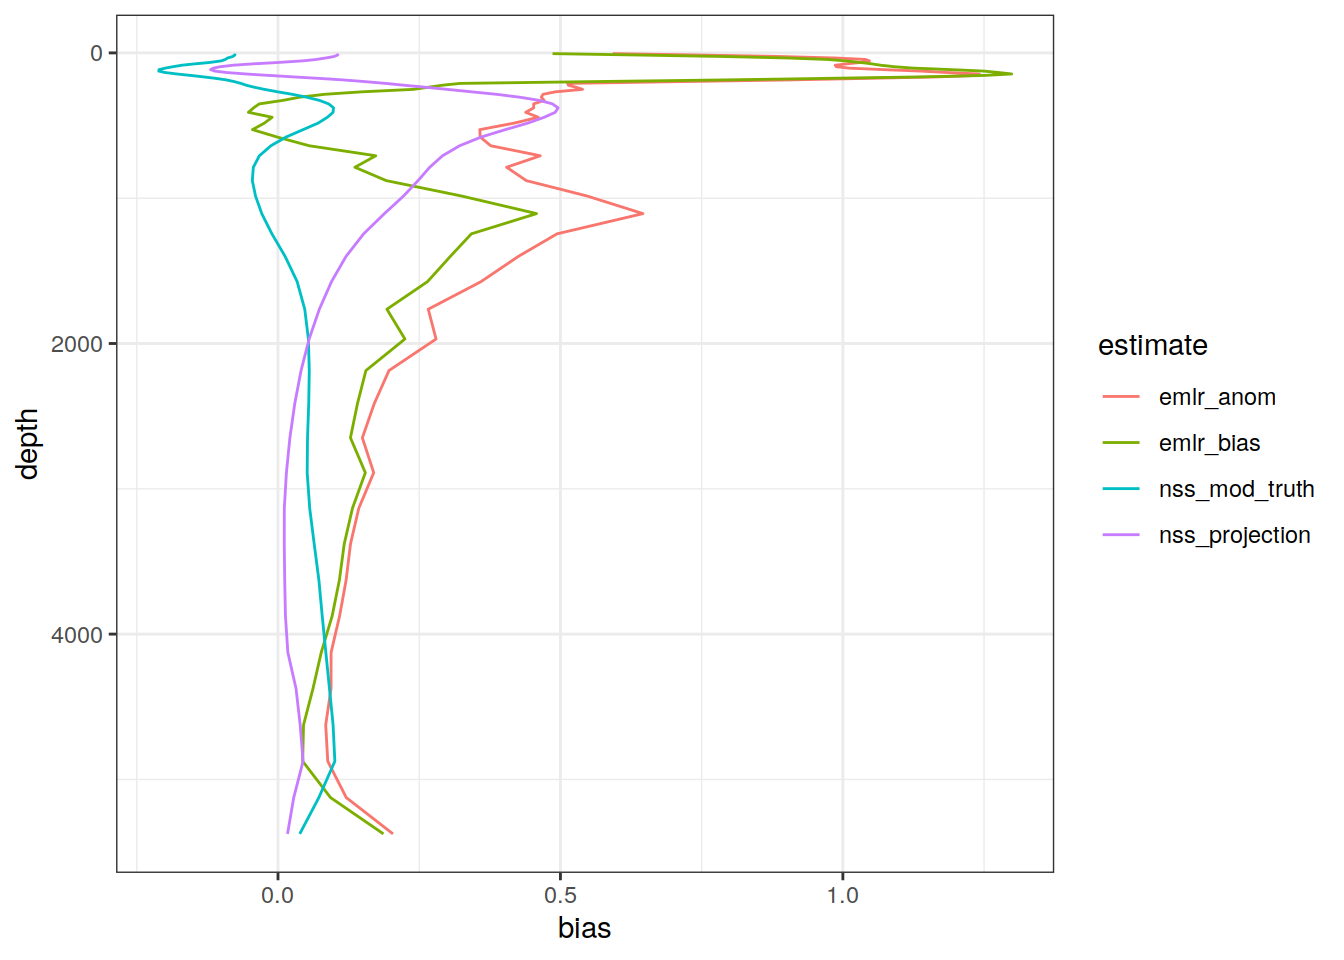 0
2000
4000
depth
0.0
0.5
1.0
bias
estimate
emlr_anom
emlr_bias
nss_mod_truth
nss_projection